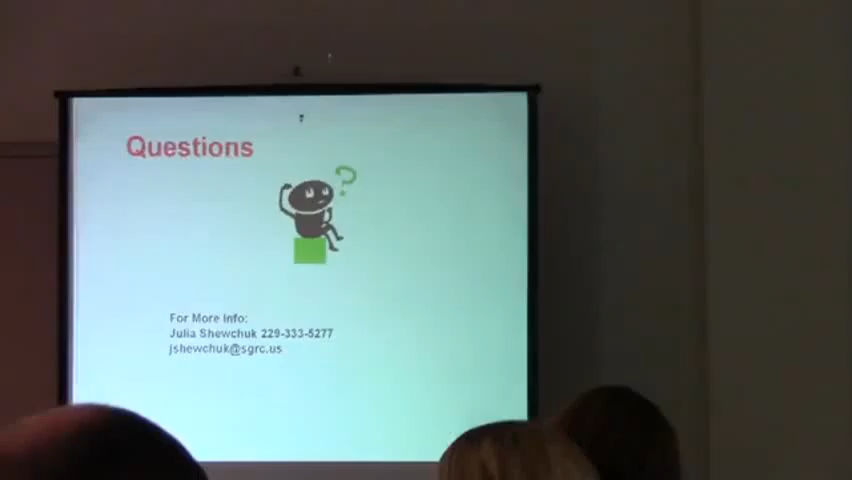 Questions
?
For More Info:
Julia Shewchuk 229-333-5277
jshewchuk@sgrc.us